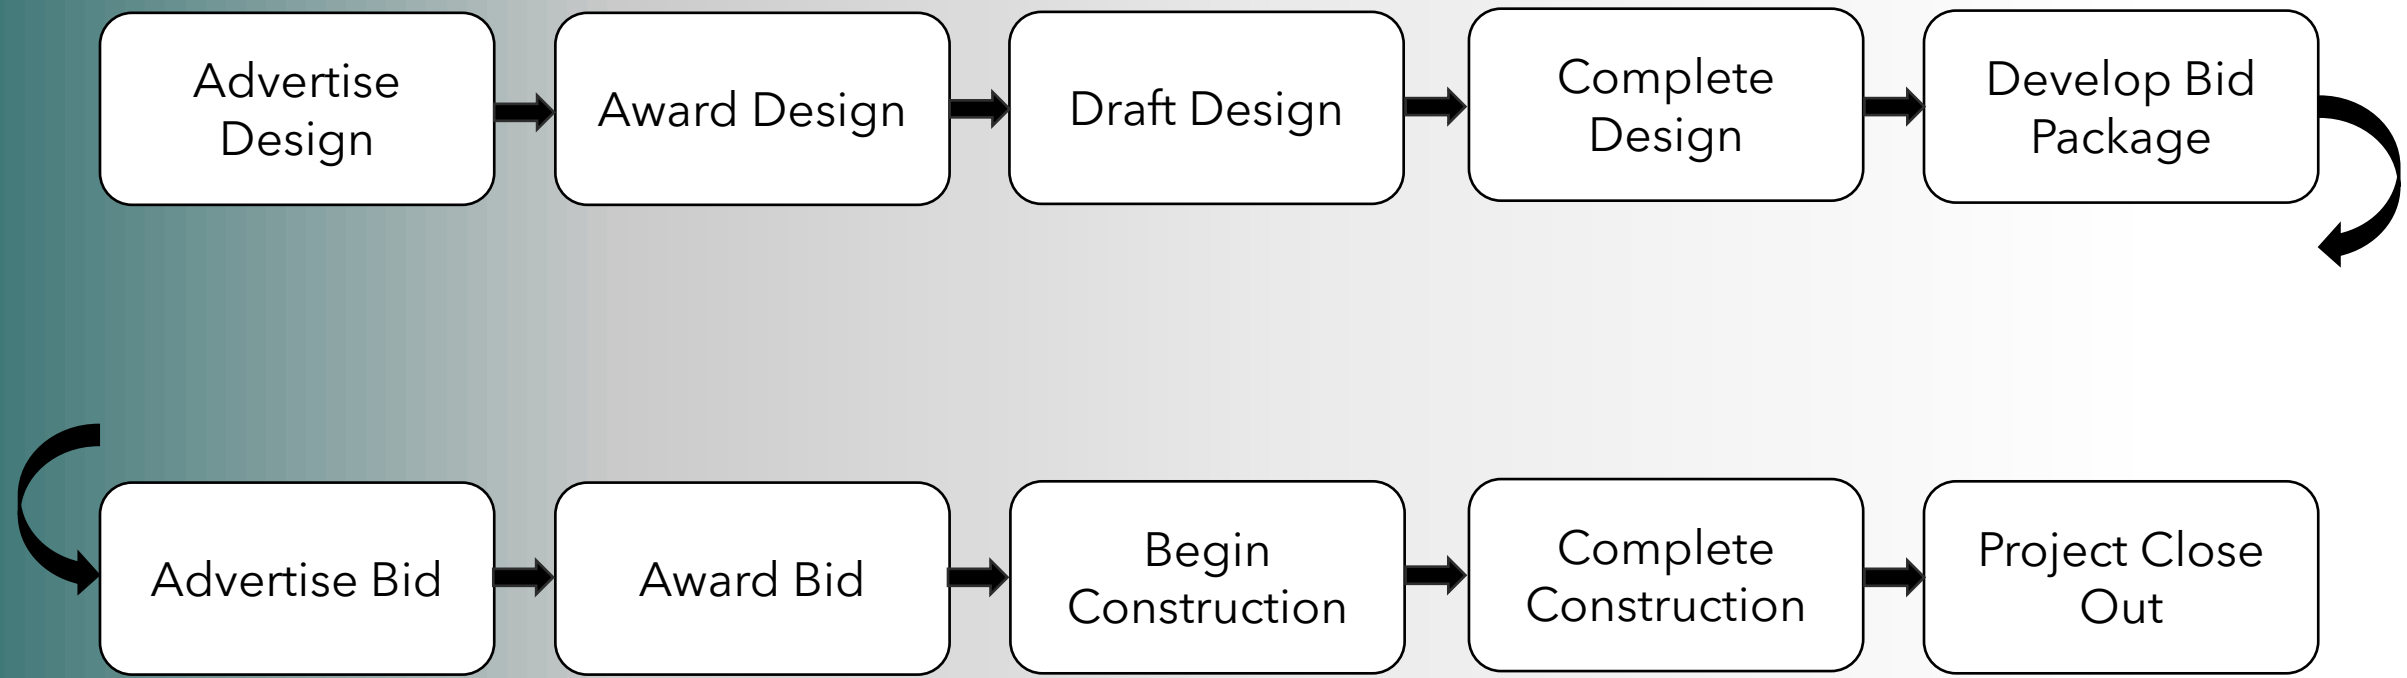 Advertise
Design
Award Design
Draft Design
Complete
Design
Develop Bid
Package
Advertise Bid
Award Bid
Begin
Construction
Complete
Construction
Project Close
Out